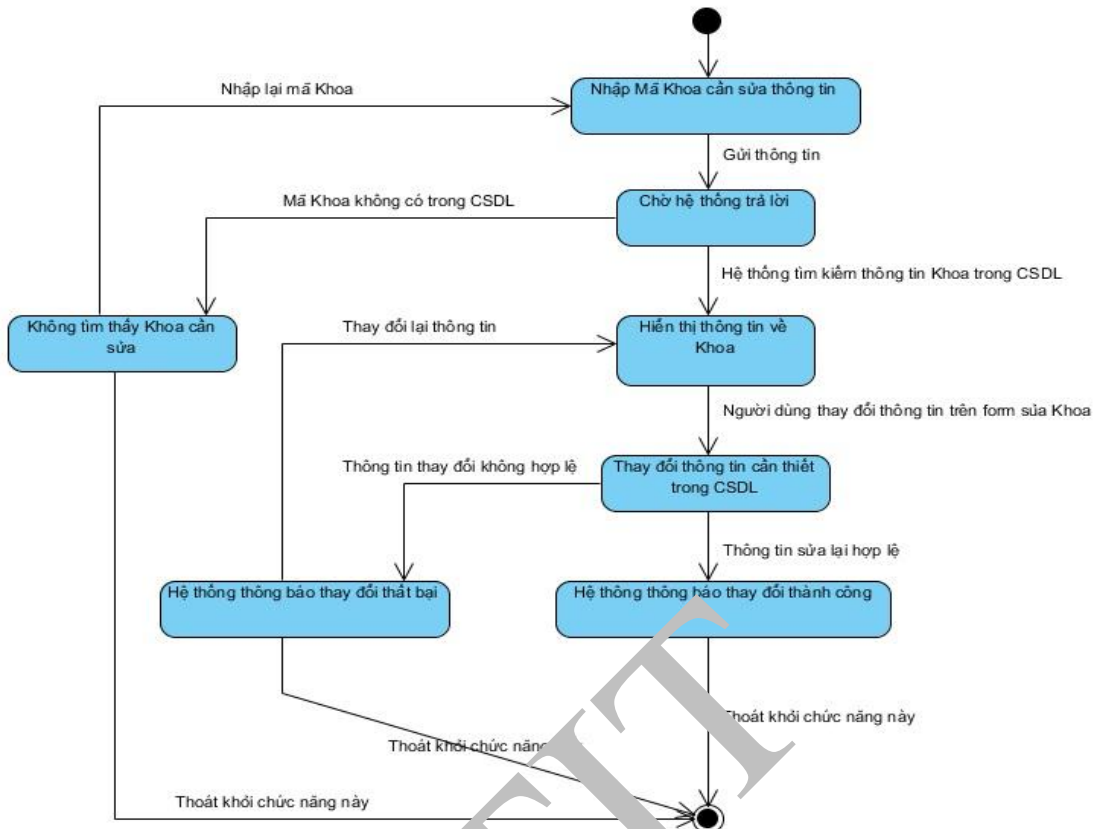 Nhập lại mã Khoa
Nhập Mã Khoa cần sửa thông tin
Gửi thông tin
Mã Khoa không có trong CSDL
Chờ hệ thống trả lời
Hệ thống tìm kiếm thông tin Khoa trong CSDL
Không tìm thấy Khoa cần
sửa
Thay đổi lại thông tin
Hiển thị thông tin về
Khoa
Người dùng thay đổi thông tin trên form sủa Khoa
Thông tin thay đổi không hợp lệ
Thay đổi thông tin cần thiết
trong CSDL
Thông tin sửa lại hợp lệ
Hệ thống thông báo thay đổi thất bại
Hệ thông thông báo thay đổi thành công
Thoát khỏi chức năng này
Thoát khỏi chức năng
Thoát khỏi chức năng này